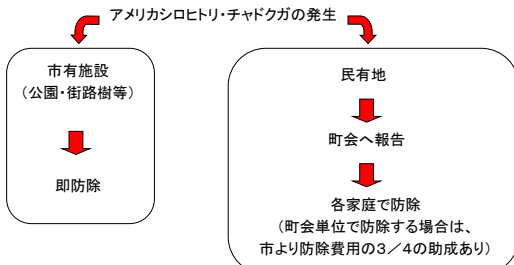 アメリカシロヒトリ・チャドクガの発生
市有施設
（公園・街路樹等）
即防除
民有地
町会へ報告
各家庭で防除
（町会単位で防除する場合は、
市より防除費用の３／４の助成あり）